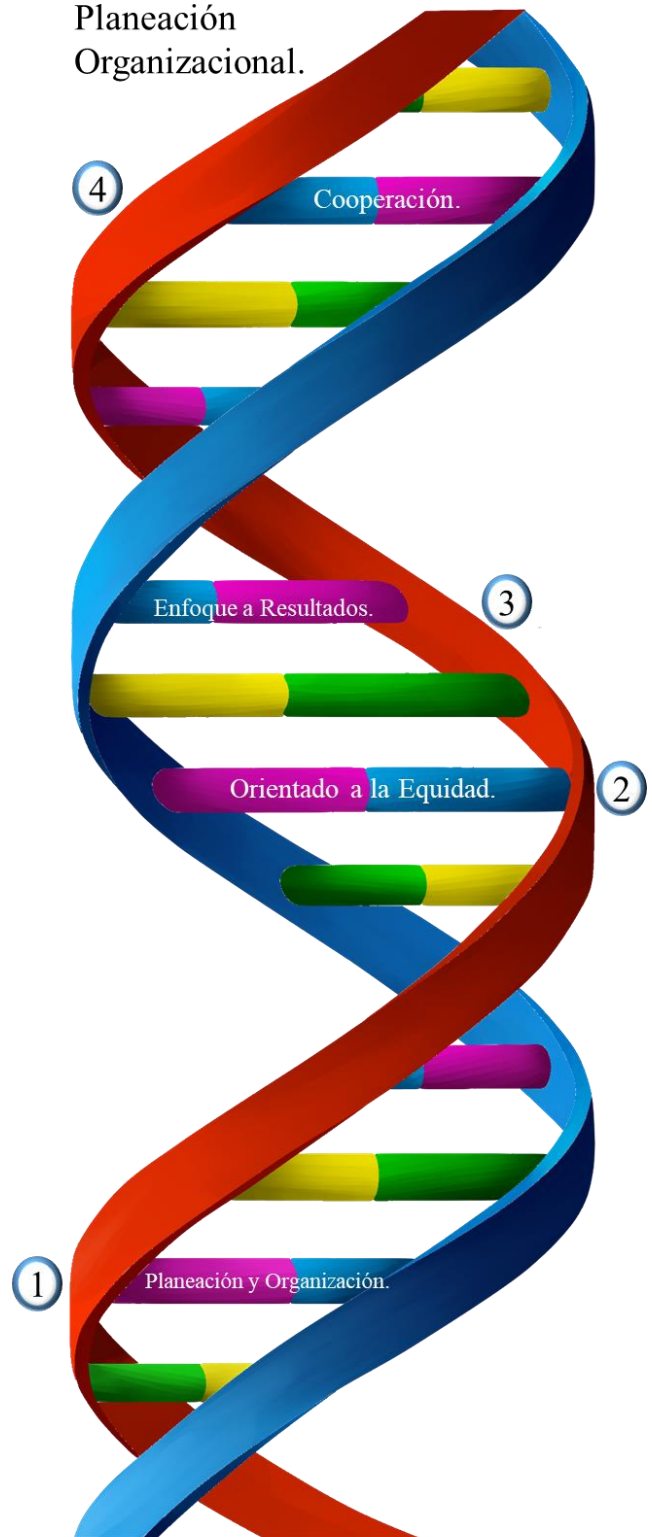 Planeación
Organizacional.
4
Cooperación.
Enfoque a Resultados.
3
Orientado a la Equidad.
2
1
Planeación y Organización.